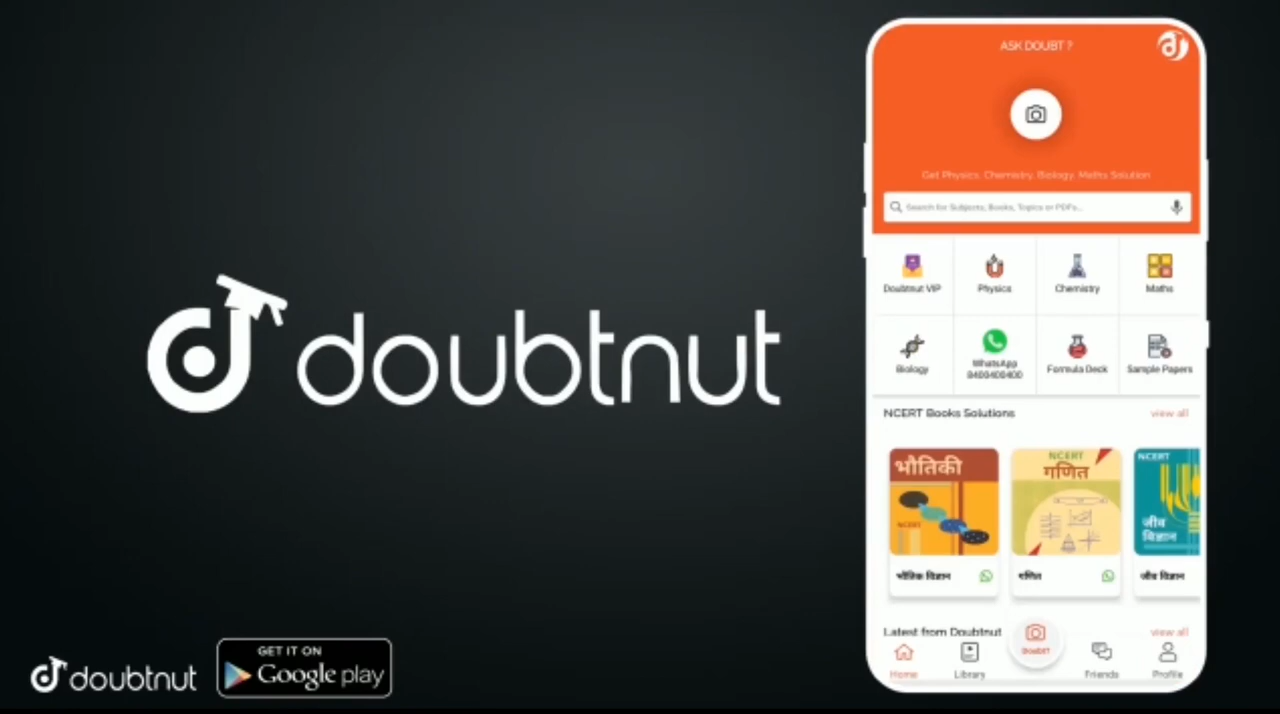 doubtnut
doubtnut
GET IT ON
Google play
ASK DOUBT ?
Get Physics, Chemistry, Biology, Maths Solution
Search for Subjects, Books, Topics or PDFs...
Doubtnut VIP
Physics
Chemistry
Maths
Biology
WhatsApp
8400400400
Formula Deck
Sample Papers
NCERT Books Solutions
view all
भौतिकी
NCERT
भौतिक विज्ञान
NCERT
गणित
गणित
NCERT
जीव
विज्ञान
जीव विज्ञान
Latest from Doubtnut
view all
Home
Library
Doubt?
Friends
Profile